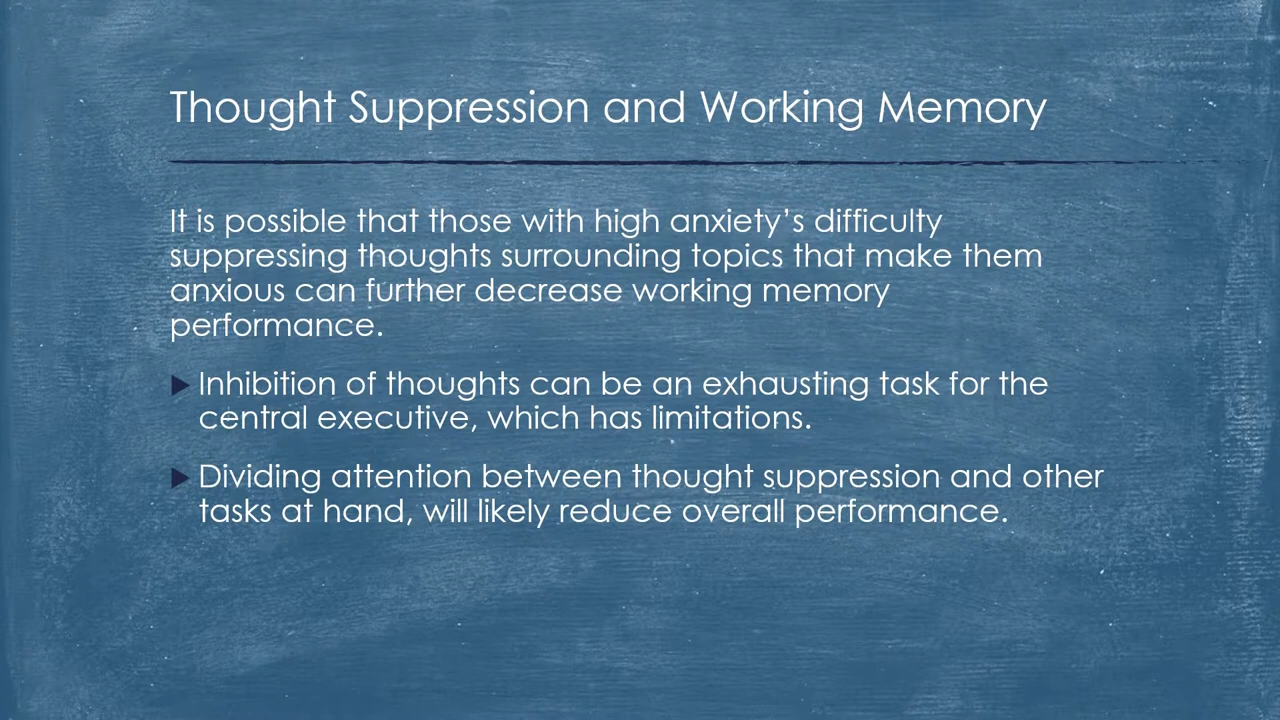 Thought Suppression and Working Memory
It is possible that those with high anxiety’s difficulty
suppressing thoughts surrounding topics that make them
anxious can further decrease working memory
performance.
Inhibition of thoughts can be an exhausting task for the
central executive, which has limitations.
Dividing attention between thought suppression and other
tasks at hand, will likely reduce overall performance.